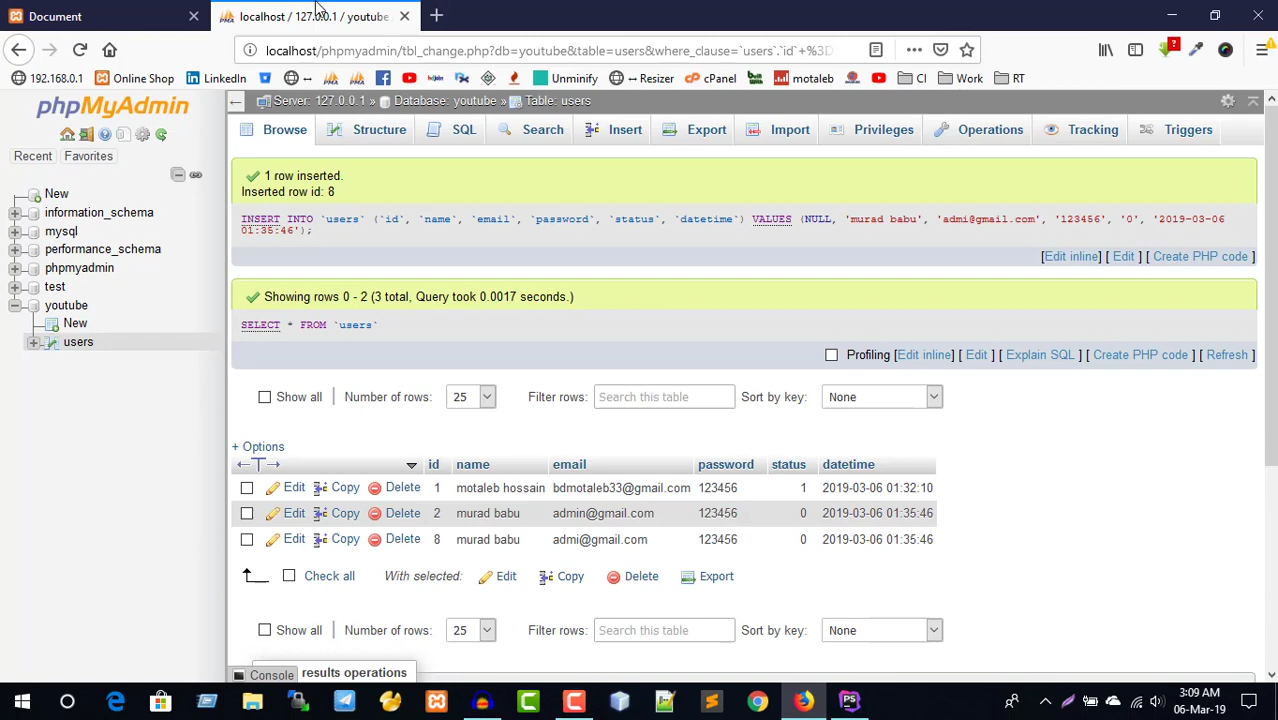 Document
localhost / 127.0.0.1 / youtube
localhost/phpmyadmin/tbl_change.php?db=youtube&table=users&where_clause=`users`.`id`+%3D
192.168.0.1 Online Shop LinkedIn Unminify Resizer cPanel motaleb CI Work RT
phpMyAdmin
Recent Favorites
New
information_schema
mysql
performance_schema
phpmyadmin
test
youtube
New
users
Server: 127.0.0.1 » Database: youtube » Table: users
Browse Structure SQL Search Insert Export Import Privileges Operations Tracking Triggers
1 row inserted.
Inserted row id: 8
INSERT INTO `users` (`id`, `name`, `email`, `password`, `status`, `datetime`) VALUES (NULL, 'murad babu', 'admi@gmail.com', '123456', '0', '2019-03-06
01:35:46');
[Edit inline] [ Edit ] [ Create PHP code ]
Showing rows 0 - 2 (3 total, Query took 0.0017 seconds.)
SELECT * FROM `users`
Profiling [Edit inline] [ Edit ] [ Explain SQL ] [ Create PHP code ] [ Refresh ]
Show all Number of rows: 25 Filter rows: Search this table Sort by key: None
+ Options
←T→ id name email password status datetime
Edit Copy Delete 1 motaleb hossain bdmotaleb33@gmail.com 123456 1 2019-03-06 01:32:10
Edit Copy Delete 2 murad babu admin@gmail.com 123456 0 2019-03-06 01:35:46
Edit Copy Delete 8 murad babu admi@gmail.com 123456 0 2019-03-06 01:35:46
Check all With selected: Edit Copy Delete Export
Show all Number of rows: 25 Filter rows: Search this table Sort by key: None
Console results operations
3:09 AM
06-Mar-19